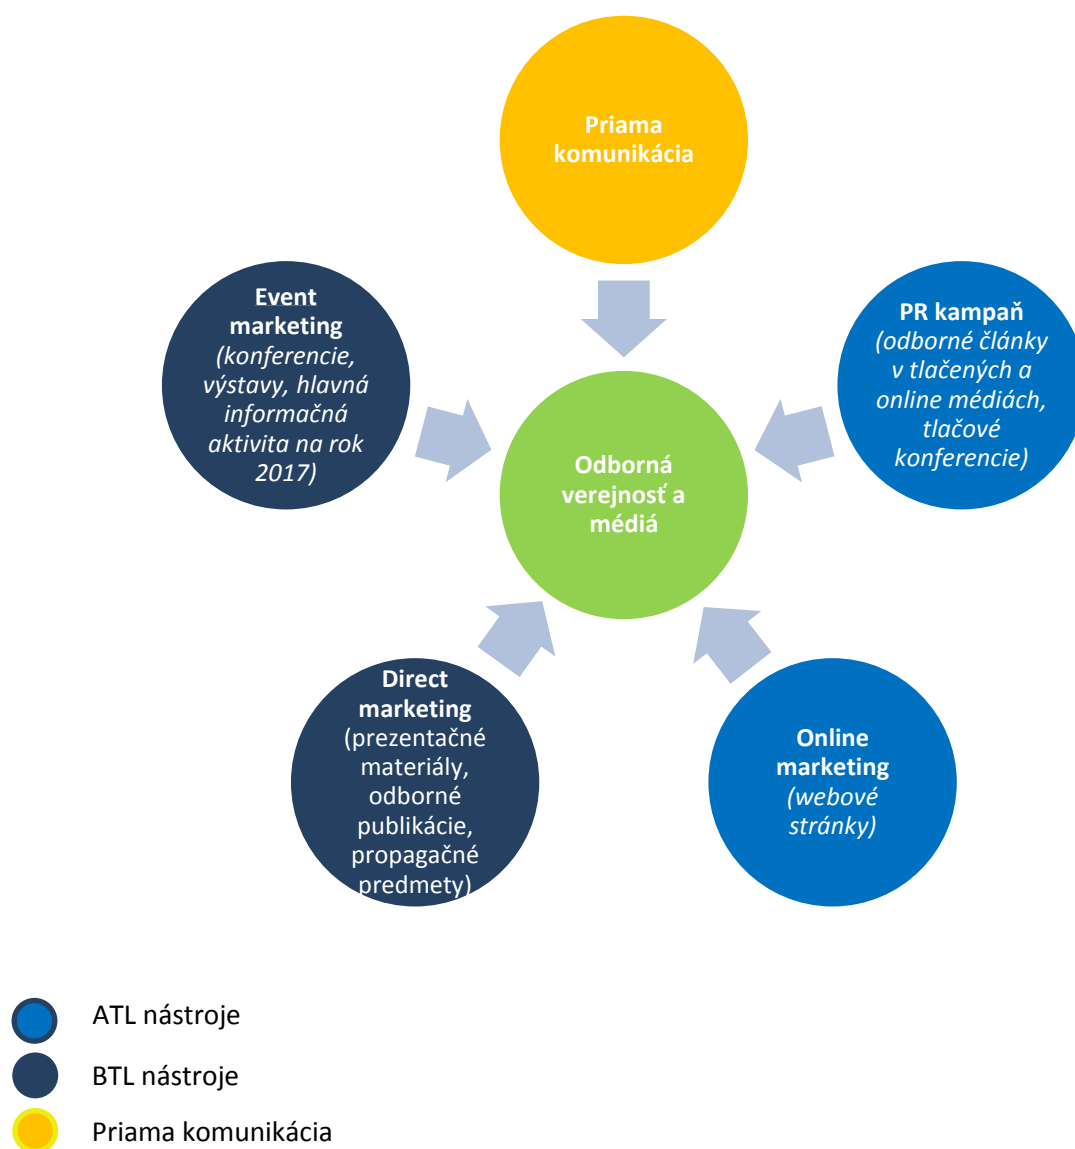 Priama
komunikácia
Event
marketing
(konferencie,
výstavy, hlavná
informačná
aktivita na rok
2017)
PR kampaň
(odborné články
v tlačených a
online médiách,
tlačové
konferencie)
Odborná
verejnosť a
médiá
Direct
marketing
(prezentačné
materiály,
odborné
publikácie,
propagačné
predmety)
Online
marketing
(webové
stránky)
ATL nástroje
BTL nástroje
Priama komunikácia